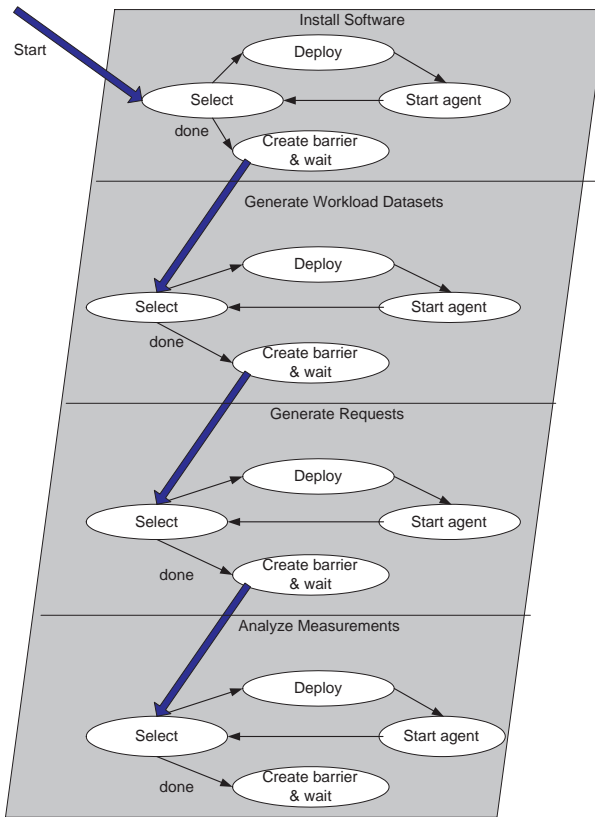 Install Software
Start
Deploy
Select
Start agent
done
Create barrier
& wait
Generate Workload Datasets
Deploy
Select
Start agent
done
Create barrier
& wait
Generate Requests
Deploy
Select
Start agent
done
Create barrier
& wait
Analyze Measurements
Deploy
Select
Start agent
done
Create barrier
& wait